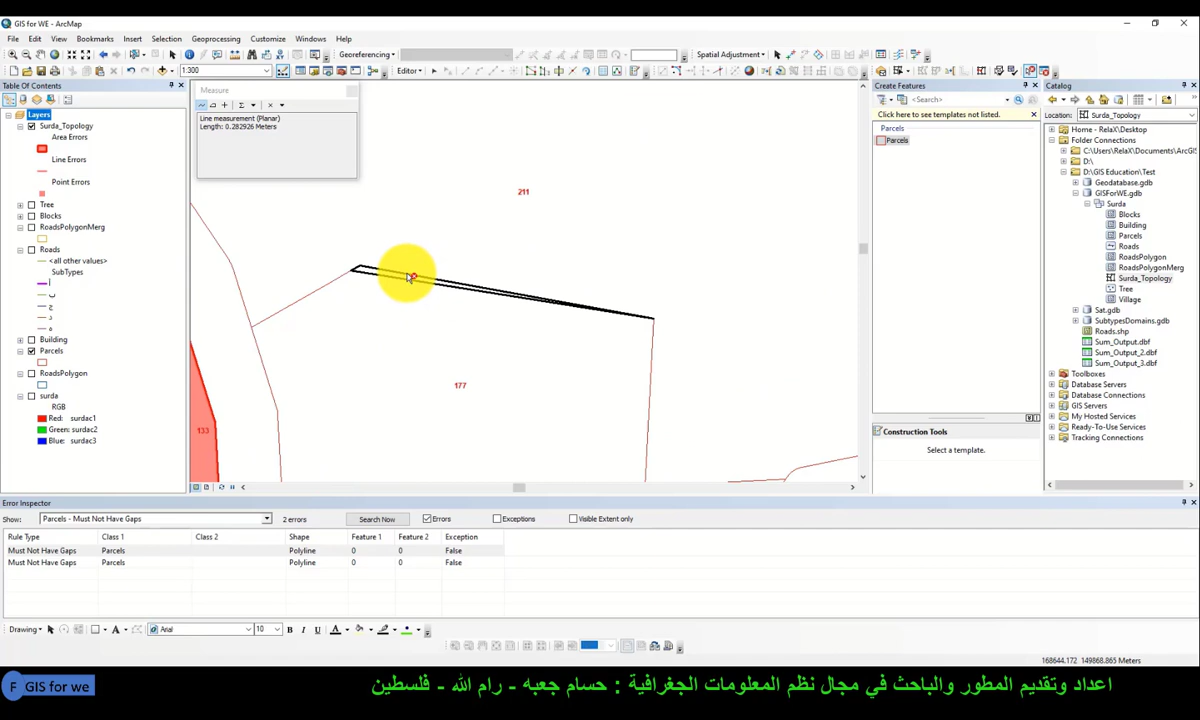 GIS for WE - ArcMap
File Edit View Bookmarks Insert Selection Geoprocessing Customize Windows Help
Georeferencing
Spatial Adjustment
1:300
Editor
Table Of Contents
Layers
Surda_Topology
Area Errors
Line Errors
Point Errors
Tree
Blocks
RoadsPolygonMerg
Roads
<all other values>
SubTypes
أ
ب
ج
د
ه
Building
Parcels
RoadsPolygon
surda
RGB
Red: surdac1
Green: surdac2
Blue: surdac3
Measure
Line measurement (Planar)
Length: 0.282926 Meters
211
177
133
Create Features
<Search>
Click here to see templates not listed.
Parcels
Parcels
Construction Tools
Select a template.
Catalog
Location: Surda_Topology
Home - RelaX\Desktop
Folder Connections
C:\Users\RelaX\Documents\ArcGI
D:\
D:\GIS Education\Test
Geodatabase.gdb
GISForWE.gdb
Surda
Blocks
Building
Parcels
Roads
RoadsPolygon
RoadsPolygonMerg
Surda_Topology
Tree
Village
Sat.gdb
SubtypesDomains.gdb
Roads.shp
Sum_Output.dbf
Sum_Output_2.dbf
Sum_Output_3.dbf
Toolboxes
Database Servers
Database Connections
GIS Servers
My Hosted Services
Ready-To-Use Services
Tracking Connections
Error Inspector
Show: Parcels - Must Not Have Gaps 2 errors Search Now Errors Exceptions Visible Extent only
Rule Type Class 1 Class 2 Shape Feature 1 Feature 2 Exception
Must Not Have Gaps Parcels Polyline 0 0 False
Must Not Have Gaps Parcels Polyline 0 0 False
Drawing Arial 10 B I U A
168644.172 149868.865 Meters
F GIS for we
اعداد وتقديم المطور والباحث في مجال نظم المعلومات الجغرافية : حسام جعبه - رام الله - فلسطين